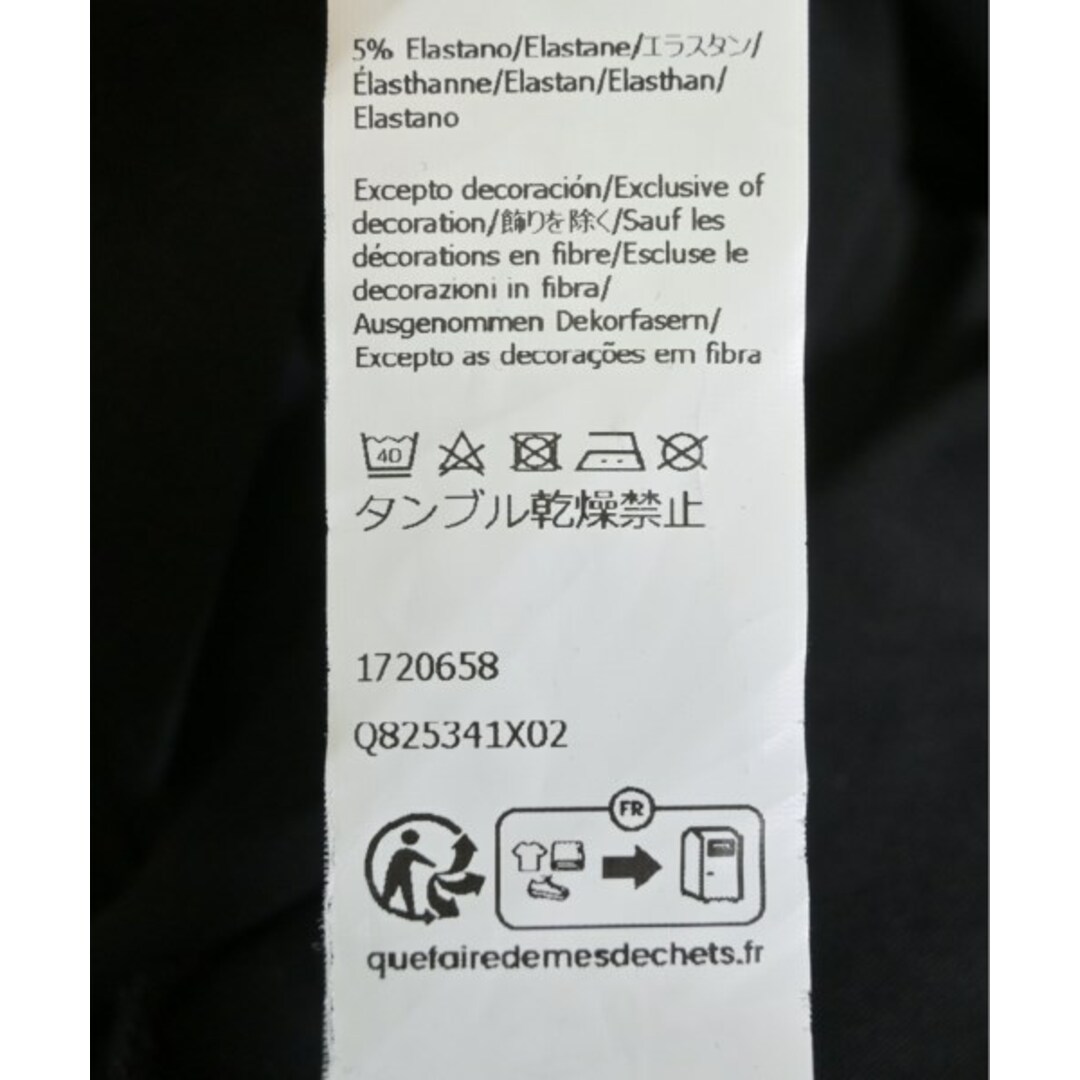 5% Elastano/Elastane/エラスタン/
Élasthanne/Elastan/Elasthan/
Elastano
Excepto decoración/Exclusive of
decoration/飾りを除く/Sauf les
décorations en fibre/Escluse le
decorazioni in fibra/
Ausgenommen Dekorfasern/
Excepto as decorações em fibra
40
タンブル乾燥禁止
1720658
Q825341X02
FR
quefairedemesdechets.fr